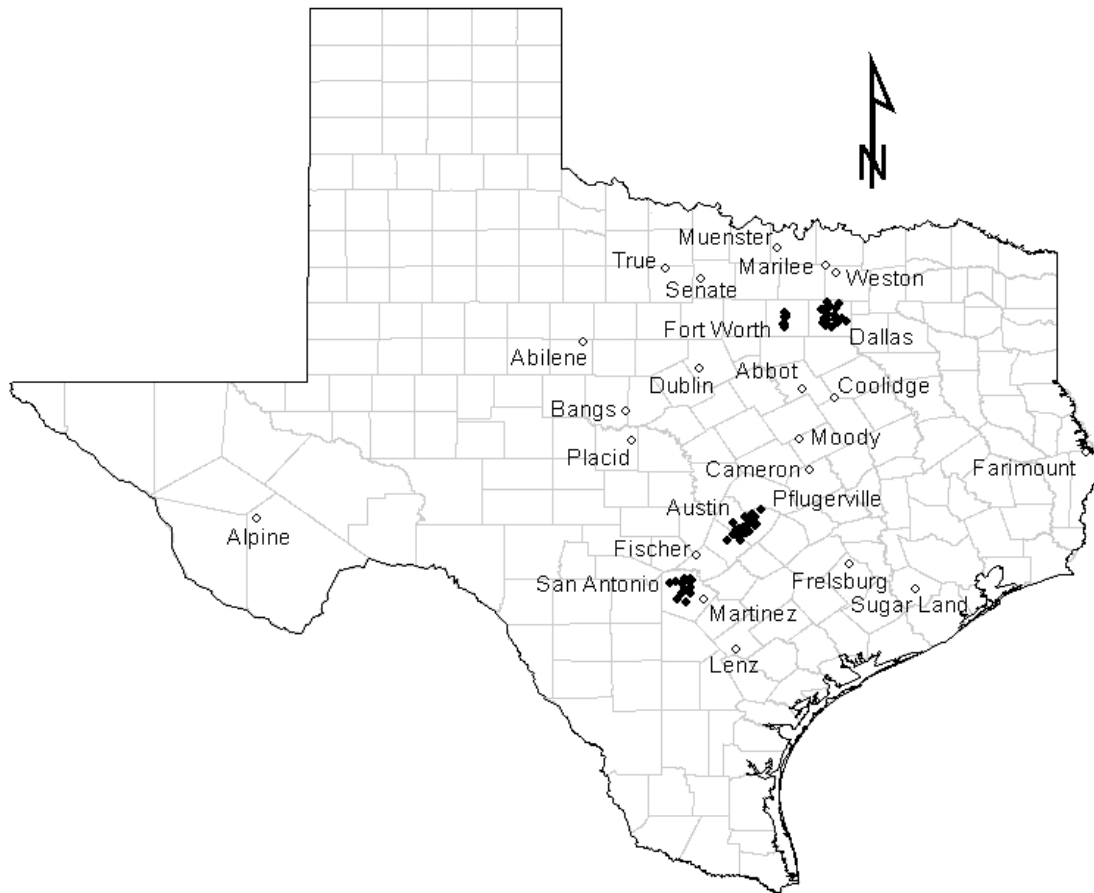 N
Muenster
True
Marilee
Senate
Weston
Fort Worth
Dallas
Abilene
Dublin
Abbot
Coolidge
Bangs
Moody
Placid
Cameron
Farimount
Austin
Pflugerville
Alpine
Fischer
San Antonio
Frelsburg
Sugar Land
Martinez
Lenz